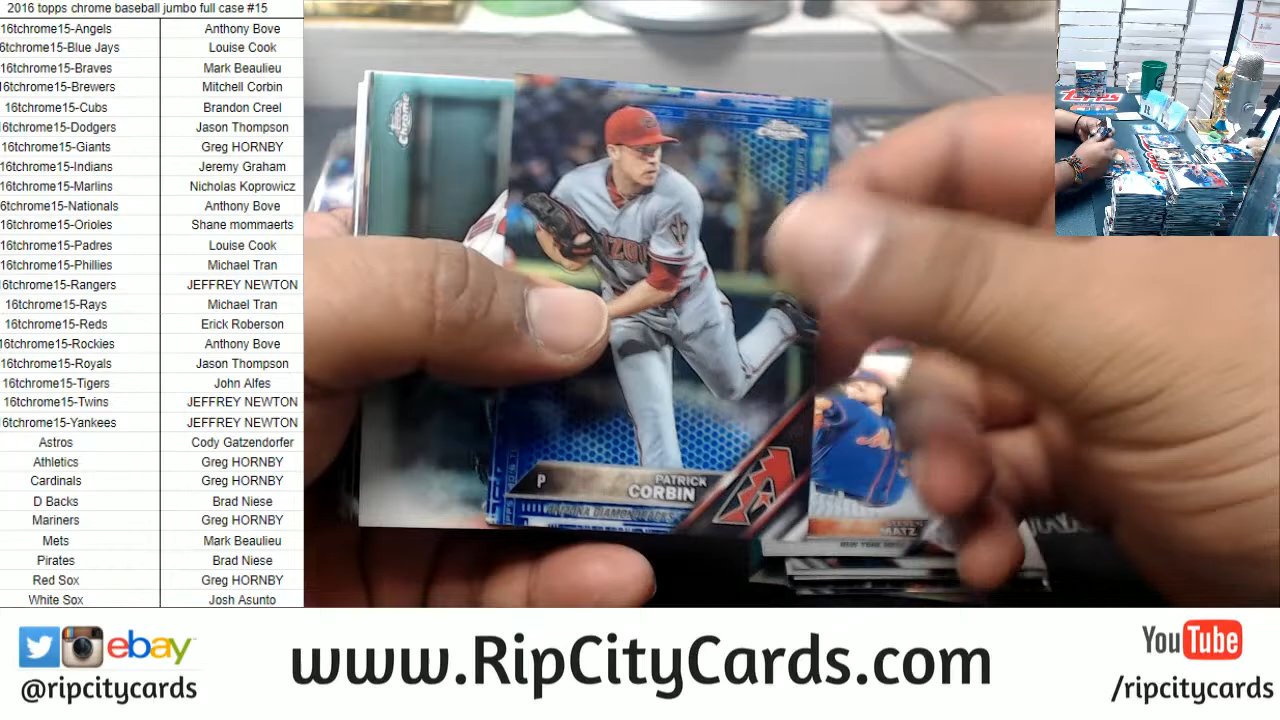 2016 topps chrome baseball jumbo full case #15
16tchrome15-Angels Anthony Bove
6tchrome15-Blue Jays Louise Cook
16tchrome15-Braves Mark Beaulieu
16tchrome15-Brewers Mitchell Corbin
16tchrome15-Cubs Brandon Creel
16tchrome15-Dodgers Jason Thompson
16tchrome15-Giants Greg HORNBY
16tchrome15-Indians Jeremy Graham
16tchrome15-Marlins Nicholas Koprowicz
6tchrome15-Nationals Anthony Bove
16tchrome15-Orioles Shane mommaerts
16tchrome15-Padres Louise Cook
16tchrome15-Phillies Michael Tran
16tchrome15-Rangers JEFFREY NEWTON
16tchrome15-Rays Michael Tran
16tchrome15-Reds Erick Roberson
16tchrome15-Rockies Anthony Bove
16tchrome15-Royals Jason Thompson
16tchrome15-Tigers John Alfes
16tchrome15-Twins JEFFREY NEWTON
6tchrome15-Yankees JEFFREY NEWTON
Astros Cody Gatzendorfer
Athletics Greg HORNBY
Cardinals Greg HORNBY
D Backs Brad Niese
Mariners Greg HORNBY
Mets Mark Beaulieu
Pirates Brad Niese
Red Sox Greg HORNBY
White Sox Josh Asunto
Chrome
P
PATRICK
CORBIN
ARIZONA DIAMONDBACKS
MATZ
Topps
ebay
@ripcitycards
www.RipCityCards.com
YouTube
/ripcitycards